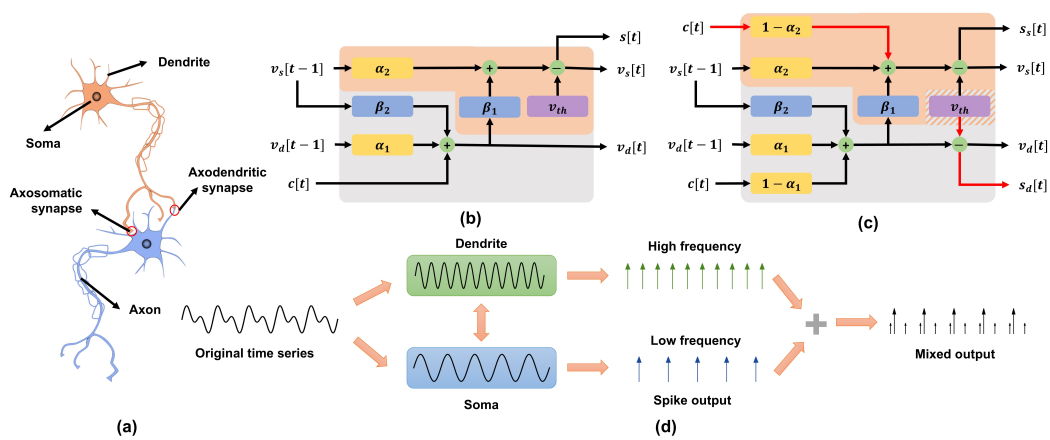 Dendrite
Soma
Axodendritic
synapse
Axosomatic
synapse
Axon
(a)
s[t]
v_s[t − 1]
α_2
+
−
v_s[t]
β_2
β_1
v_th
v_d[t − 1]
α_1
+
v_d[t]
c[t]
(b)
c[t]
1 − α_2
s_s[t]
v_s[t−1]
α_2
+
−
v_s[t]
β_2
β_1
v_th
v_d[t−1]
α_1
+
−
v_d[t]
c[t]
1 − α_1
s_d[t]
(c)
Original time series
Dendrite
Soma
High frequency
Low frequency
Spike output
Mixed output
(d)